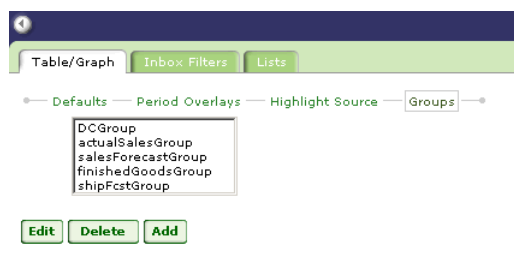 Table/Graph Inbox Filters Lists
Defaults Period Overlays Highlight Source Groups
DCGroup
actualSalesGroup
salesForecastGroup
finishedGoodsGroup
shipFcstGroup
Edit Delete Add